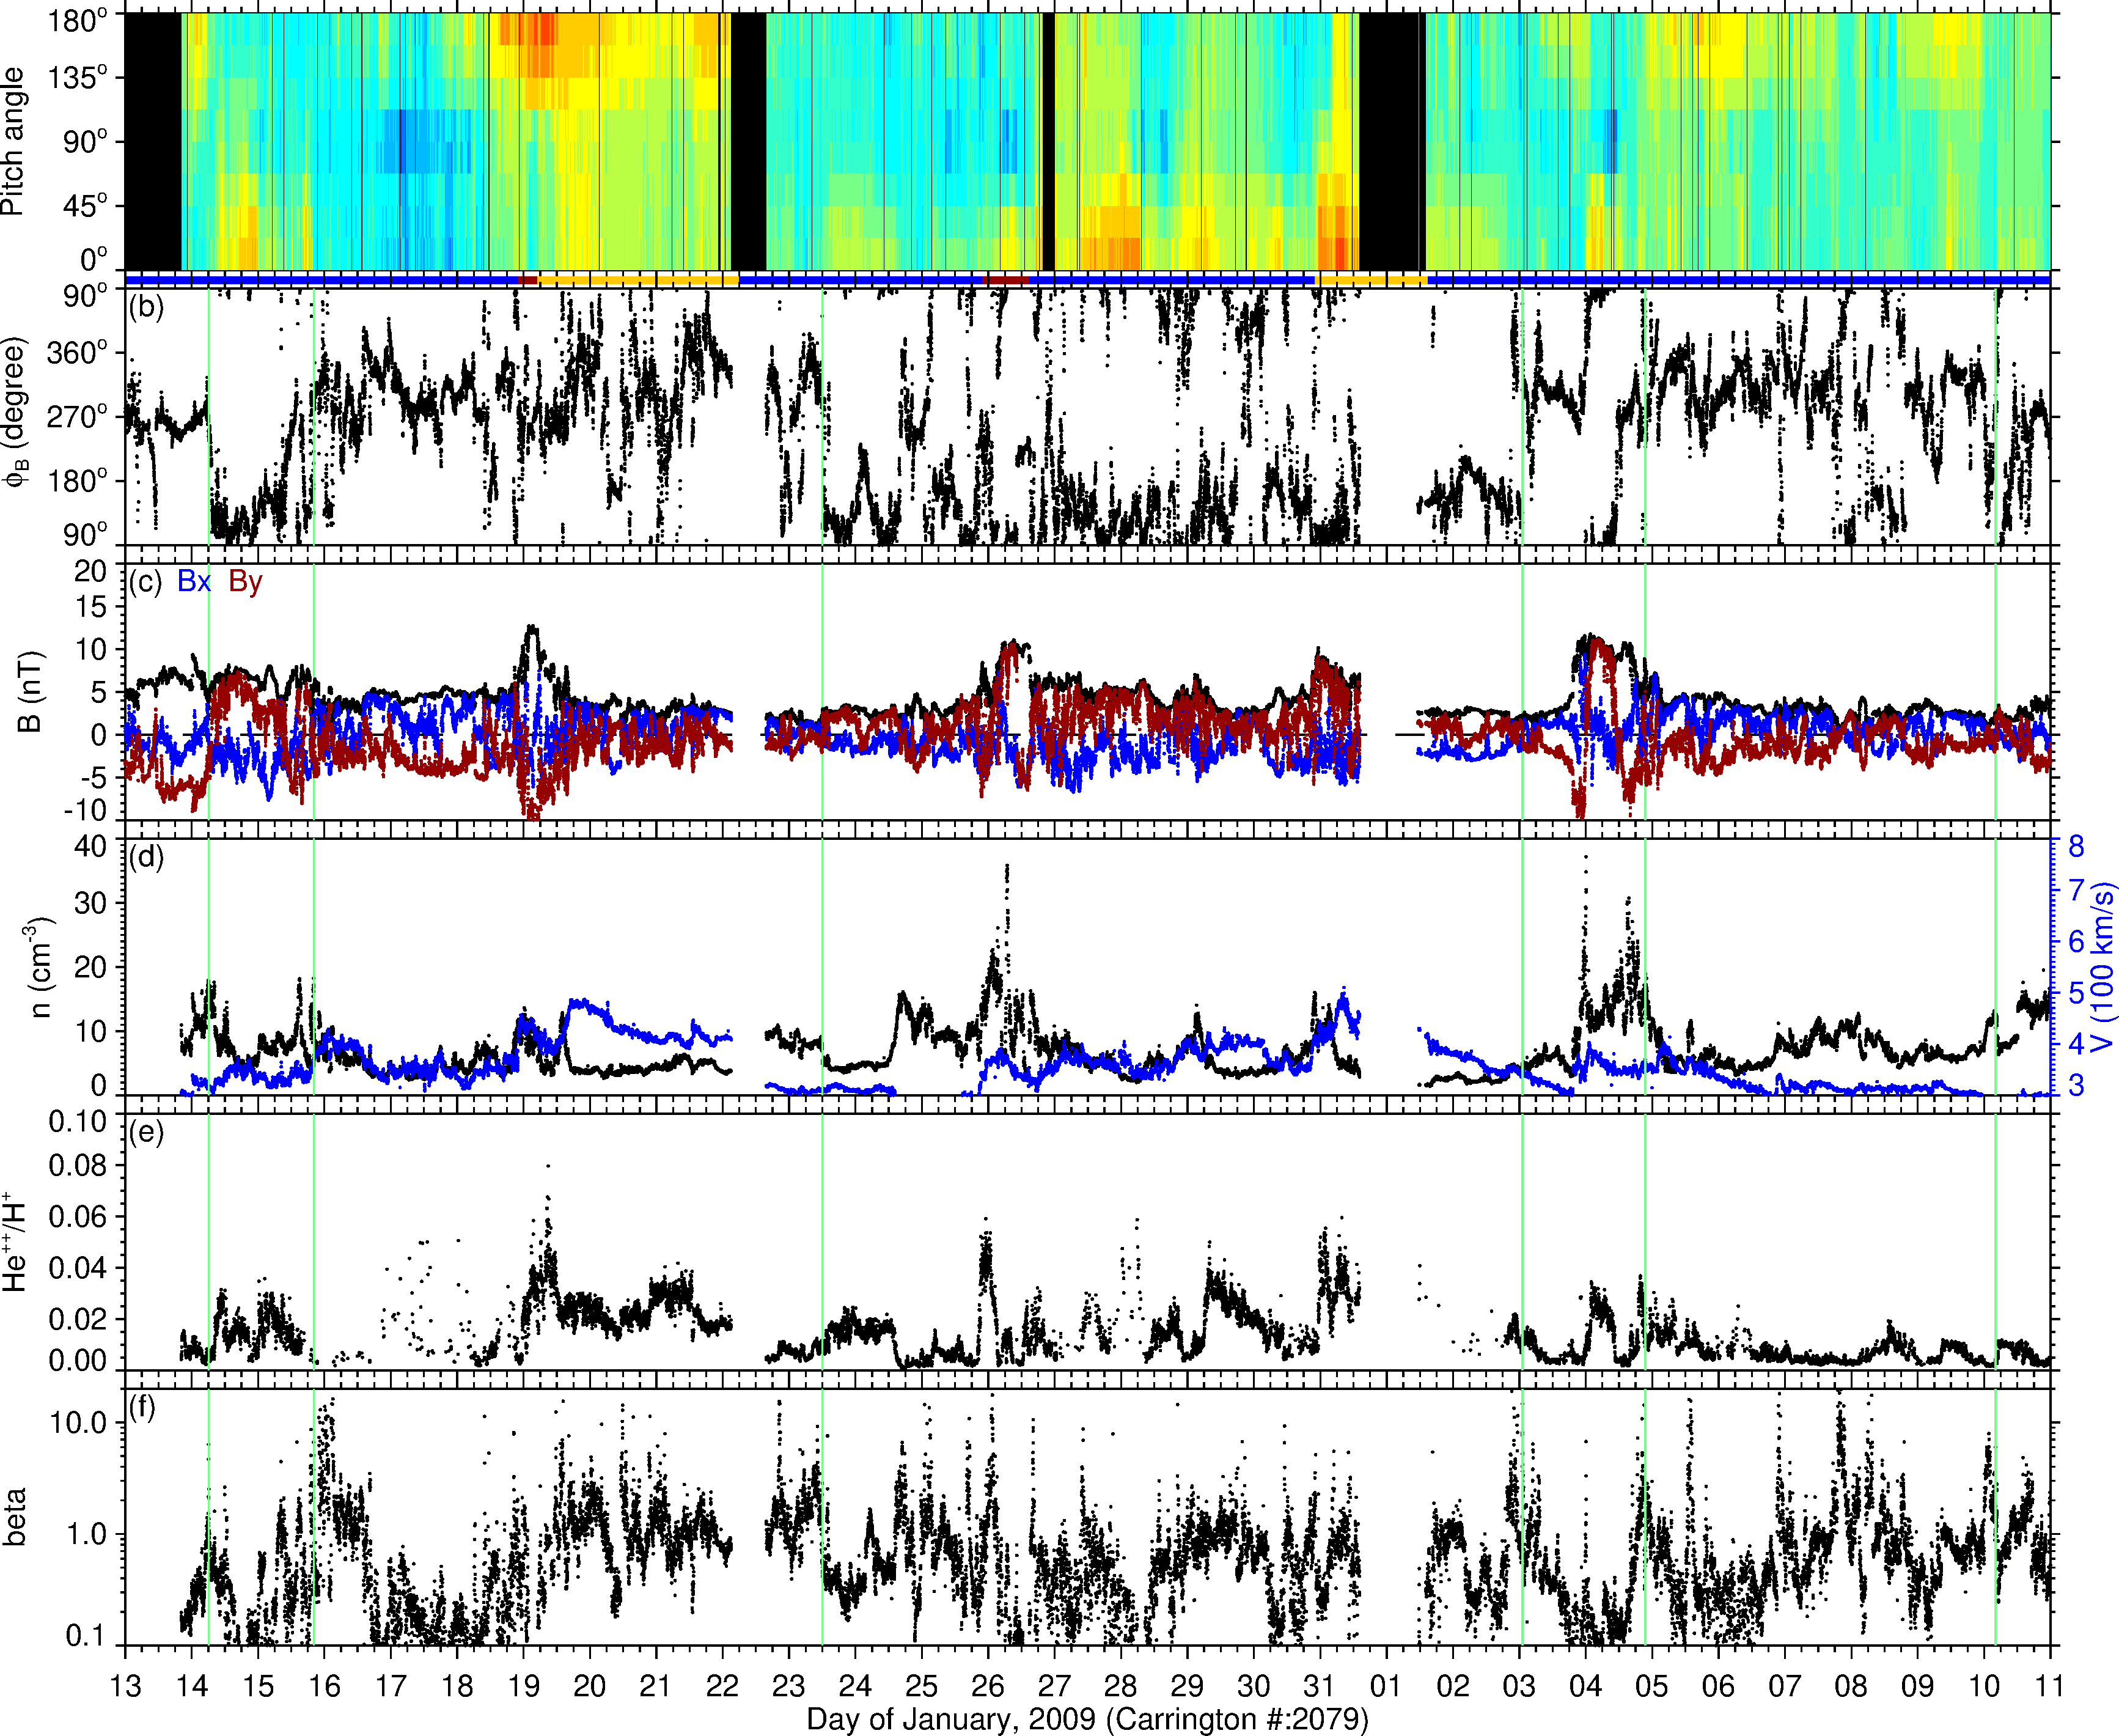 180°
135°
90°
45°
0°
Pitch angle
(b)
90°
360°
270°
180°
90°
ϕB (degree)
(c) Bx By
20
15
10
5
0
-5
-10
B (nT)
(d)
40
30
20
10
0
n (cm-3)
8
7
6
5
4
3
V (100 km/s)
(e)
0.10
0.08
0.06
0.04
0.02
0.00
He++/H+
(f)
10.0
1.0
0.1
beta
13 14 15 16 17 18 19 20 21 22 23 24 25 26 27 28 29 30 31 01 02 03 04 05 06 07 08 09 10 11
Day of January, 2009 (Carrington #:2079)